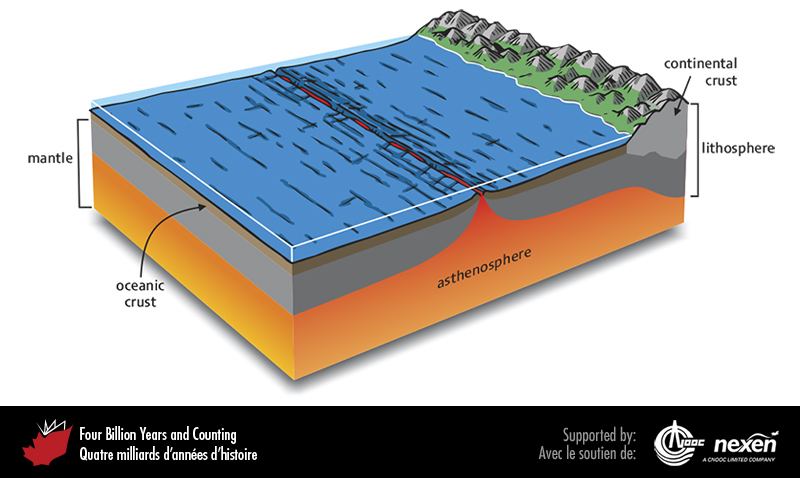 continental
crust
mantle
lithosphere
asthenosphere
oceanic
crust
Four Billion Years and Counting
Quatre milliards d'années d'histoire
Supported by:
Avec le soutien de:
CNOOC
nexen
A CNOOC LIMITED COMPANY